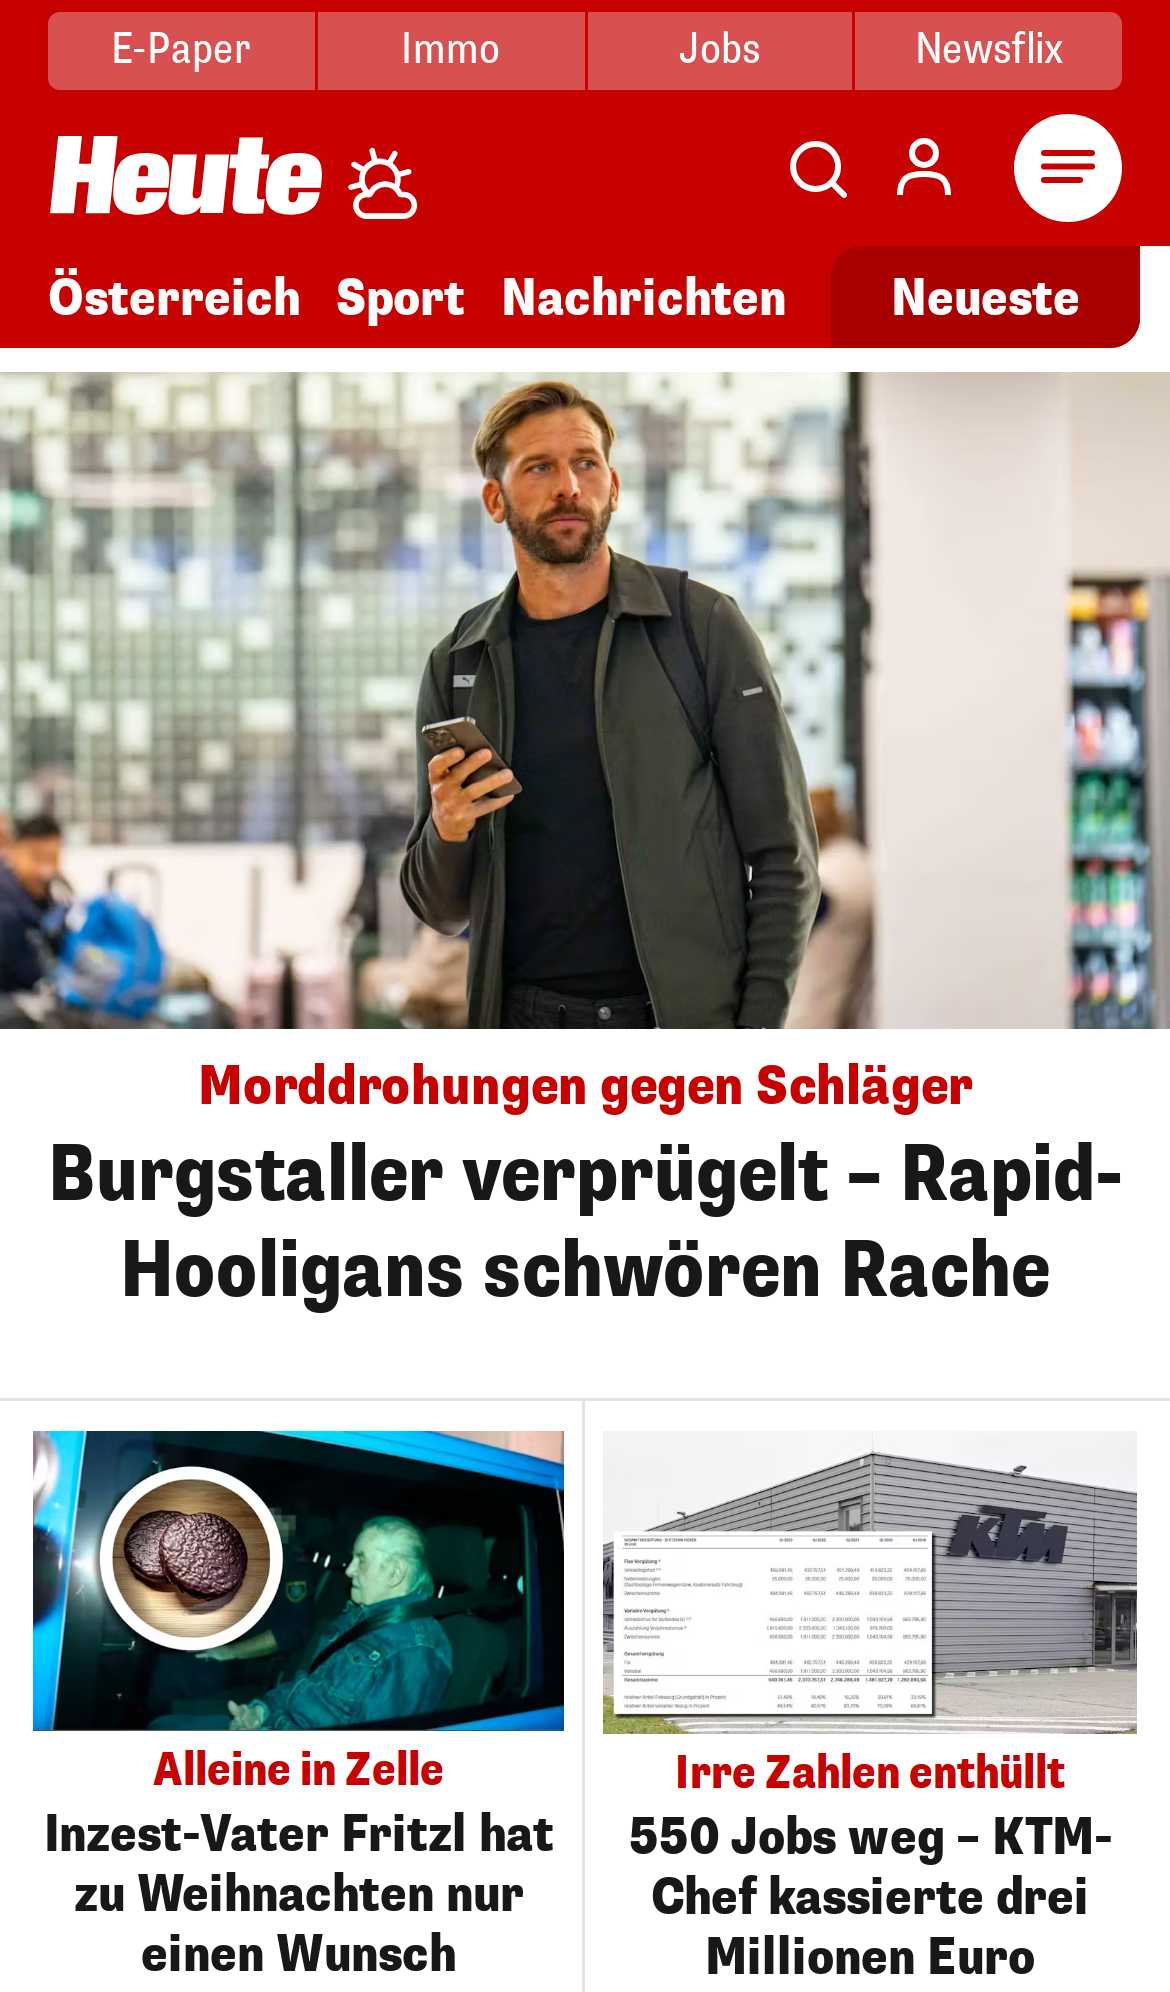 E-Paper
Immo
Jobs
Newsflix
Heute
Österreich
Sport
Nachrichten
Neueste
Morddrohungen gegen Schläger
Burgstaller verprügelt – Rapid-
Hooligans schwören Rache
KTM
Alleine in Zelle
Inzest-Vater Fritzl hat
zu Weihnachten nur
einen Wunsch
Irre Zahlen enthüllt
550 Jobs weg – KTM-
Chef kassierte drei
Millionen Euro